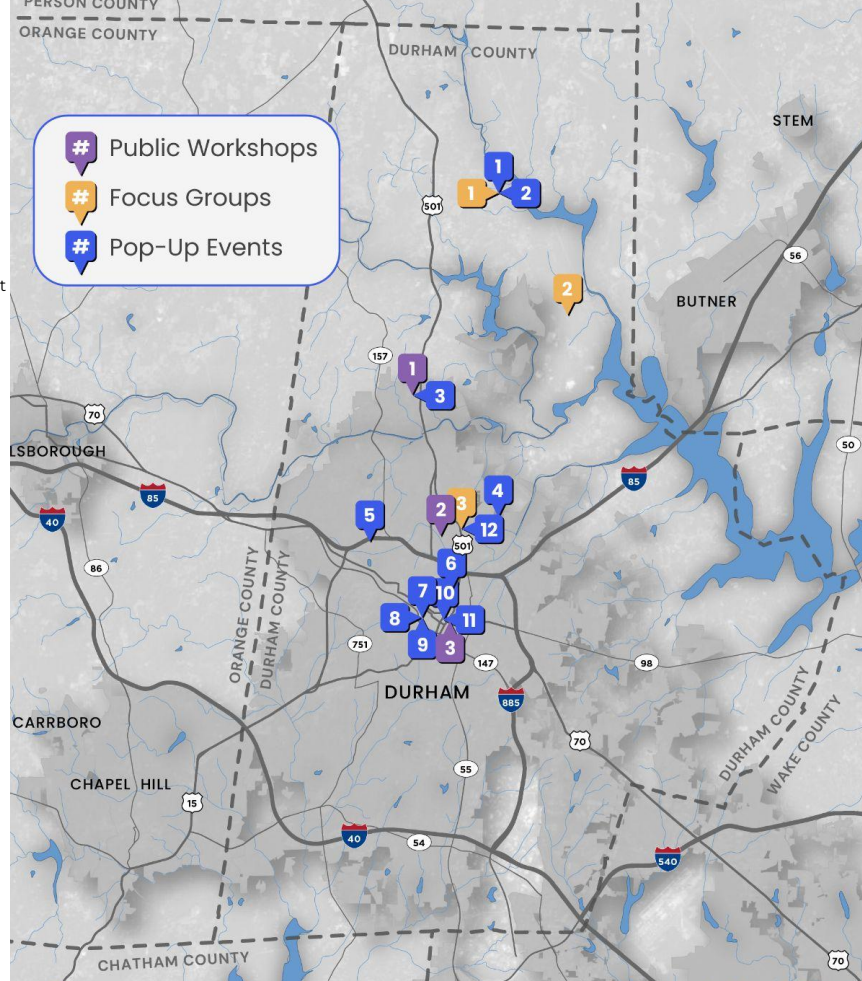 PERSON COUNTY
ORANGE COUNTY
DURHAM COUNTY
STEM
# Public Workshops
# Focus Groups
# Pop-Up Events
t
1
1
2
501
56
2
BUTNER
157
1
3
70
LSBOROUGH
50
85
85
40
5
2
3
4
12
501
6
86
7
10
8
11
9
3
ORANGE COUNTY
DURHAM COUNTY
751
147
98
DURHAM
885
CARRBORO
70
DURHAM COUNTY
WAKE COUNTY
55
CHAPEL HILL
15
40
54
540
CHATHAM COUNTY
70